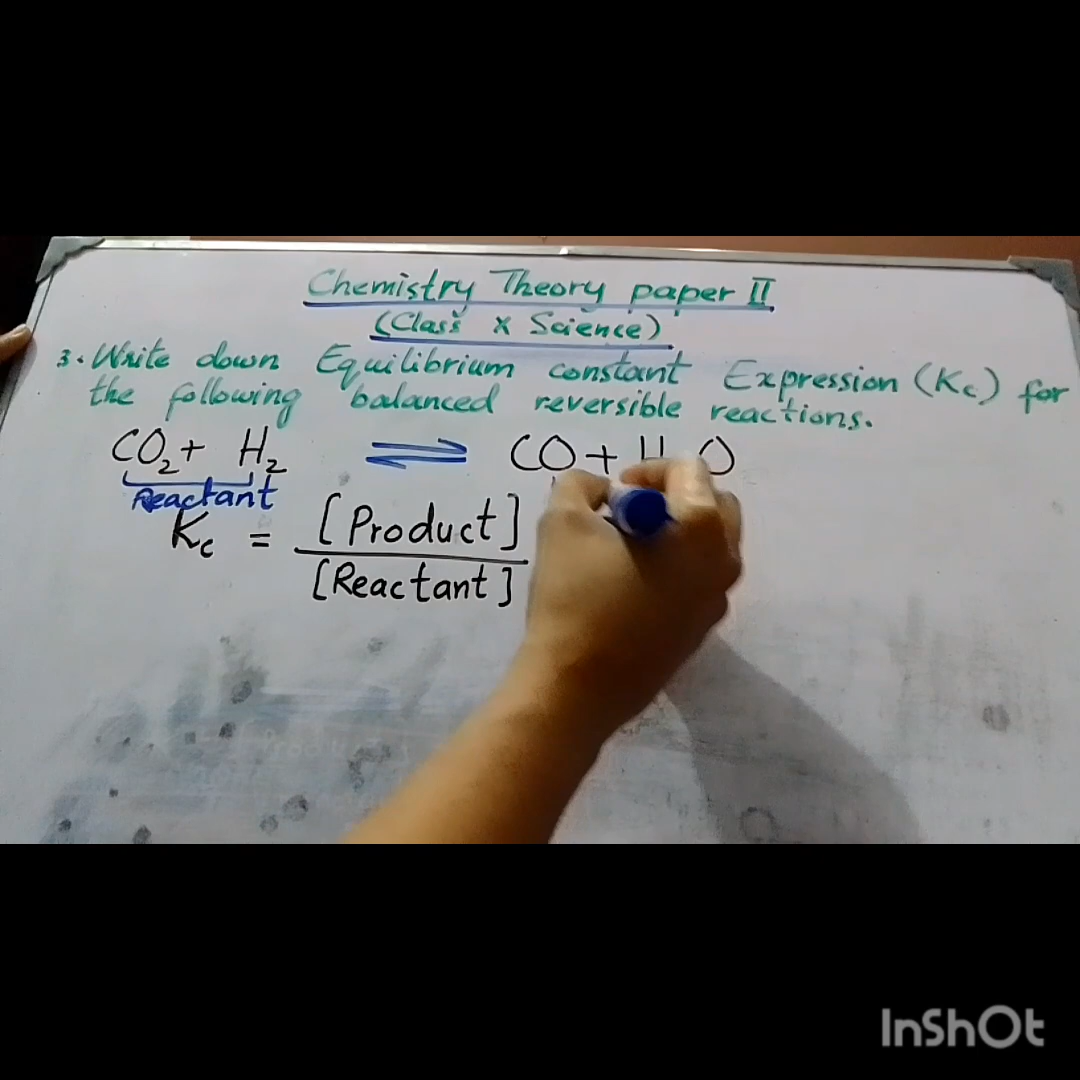 Chemistry Theory paper II
(Class X Science)
3. Write down Equilibrium constant Expression (Kc) for
the following balanced reversible reactions.
CO₂ + H₂ ⇌ CO + H O
Reactant
Kc = [Product]
[Reactant]
InShOt